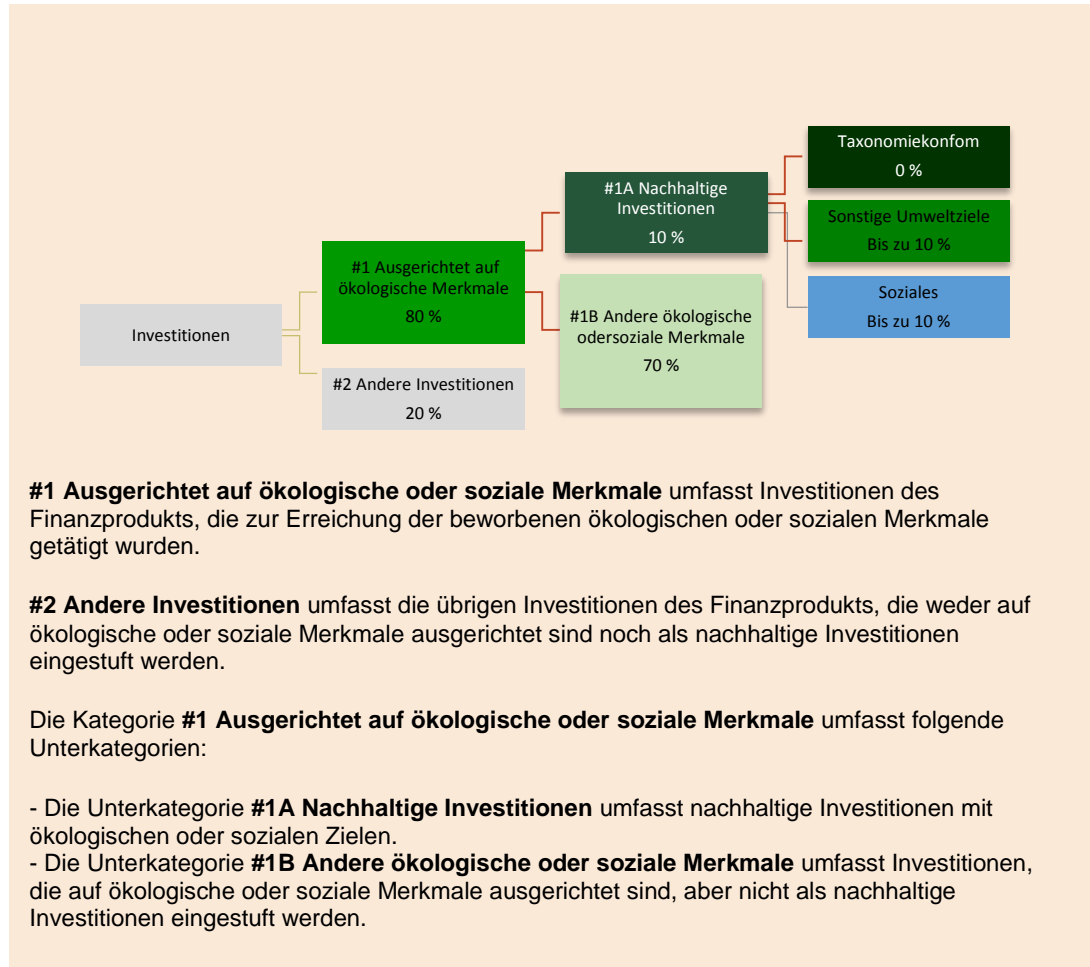 Taxonomiekonfom
0 %
#1A Nachhaltige
Investitionen
10 %
Sonstige Umweltziele
Bis zu 10 %
#1 Ausgerichtet auf
ökologische Merkmale
80 %
Soziales
Bis zu 10 %
#1B Andere ökologische
odersoziale Merkmale
70 %
Investitionen
#2 Andere Investitionen
20 %
#1 Ausgerichtet auf ökologische oder soziale Merkmale umfasst Investitionen des
Finanzprodukts, die zur Erreichung der beworbenen ökologischen oder sozialen Merkmale
getätigt wurden.
#2 Andere Investitionen umfasst die übrigen Investitionen des Finanzprodukts, die weder auf
ökologische oder soziale Merkmale ausgerichtet sind noch als nachhaltige Investitionen
eingestuft werden.
Die Kategorie #1 Ausgerichtet auf ökologische oder soziale Merkmale umfasst folgende
Unterkategorien:
- Die Unterkategorie #1A Nachhaltige Investitionen umfasst nachhaltige Investitionen mit
ökologischen oder sozialen Zielen.
- Die Unterkategorie #1B Andere ökologische oder soziale Merkmale umfasst Investitionen,
die auf ökologische oder soziale Merkmale ausgerichtet sind, aber nicht als nachhaltige
Investitionen eingestuft werden.